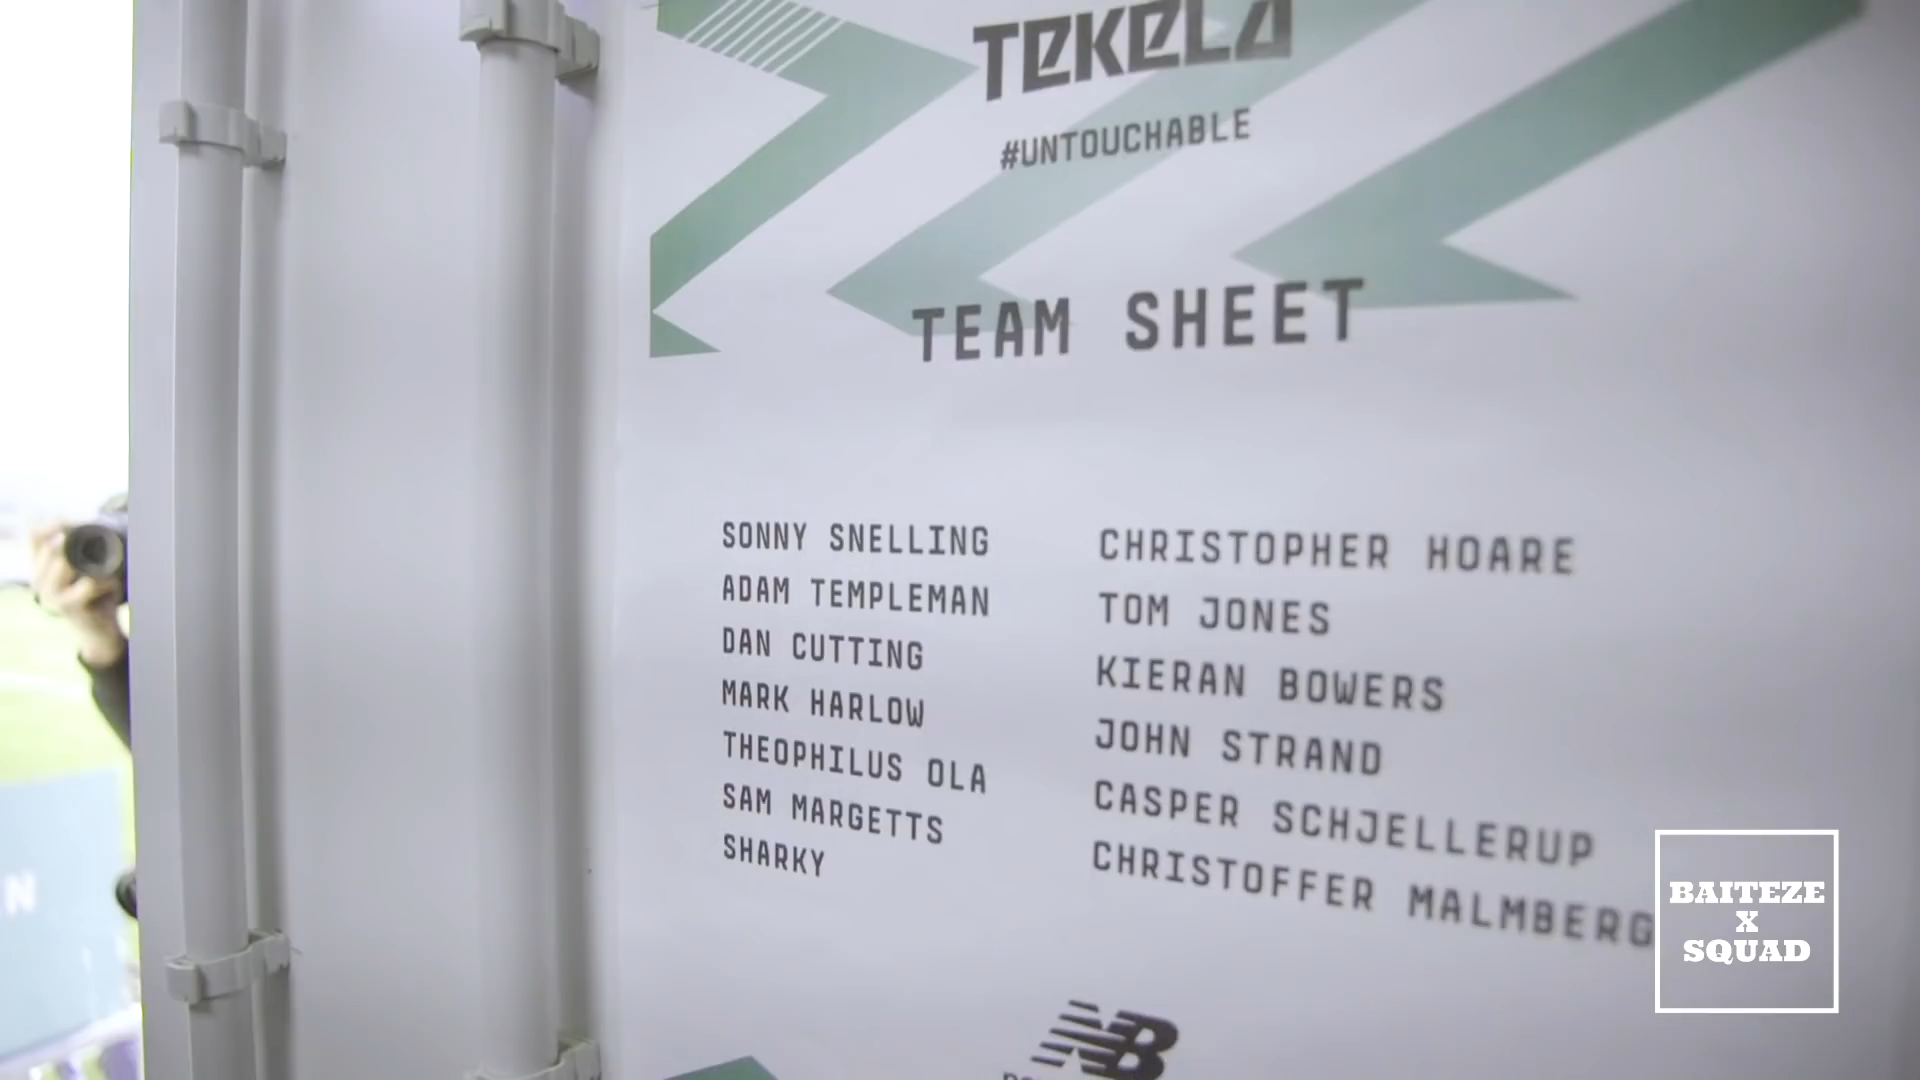 TEKELA
#UNTOUCHABLE
TEAM SHEET
SONNY SNELLING
ADAM TEMPLEMAN
DAN CUTTING
MARK HARLOW
THEOPHILUS OLA
SAM MARGETTS
SHARKY
CHRISTOPHER HOARE
TOM JONES
KIERAN BOWERS
JOHN STRAND
CASPER SCHJELLERUP
CHRISTOFFER MALMBERG
NB
N
BAITEZE
X
SQUAD